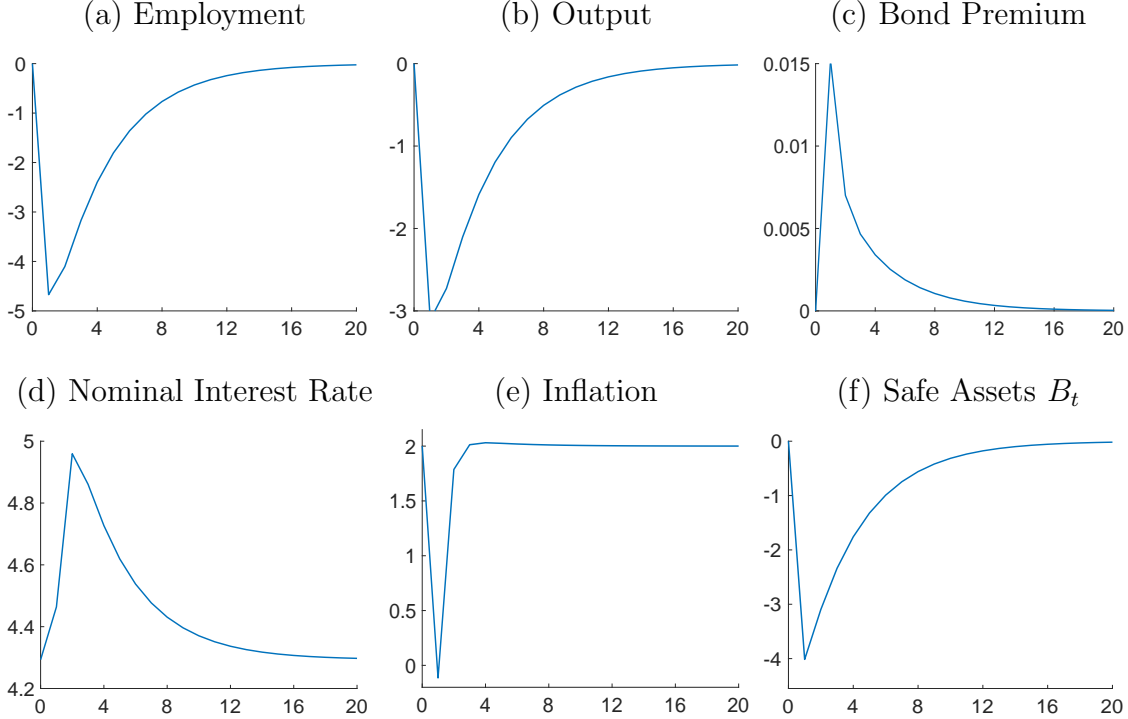 (a) Employment
(b) Output
(c) Bond Premium
0
-1
-2
-3
-4
-5
0 4 8 12 16 20
0
-1
-2
-3
0 4 8 12 16 20
0.015
0.01
0.005
0
0 4 8 12 16 20
(d) Nominal Interest Rate
(e) Inflation
(f) Safe Assets Bₜ
5
4.8
4.6
4.4
4.2
0 4 8 12 16 20
2
1.5
1
0.5
0
0 4 8 12 16 20
0
-1
-2
-3
-4
0 4 8 12 16 20